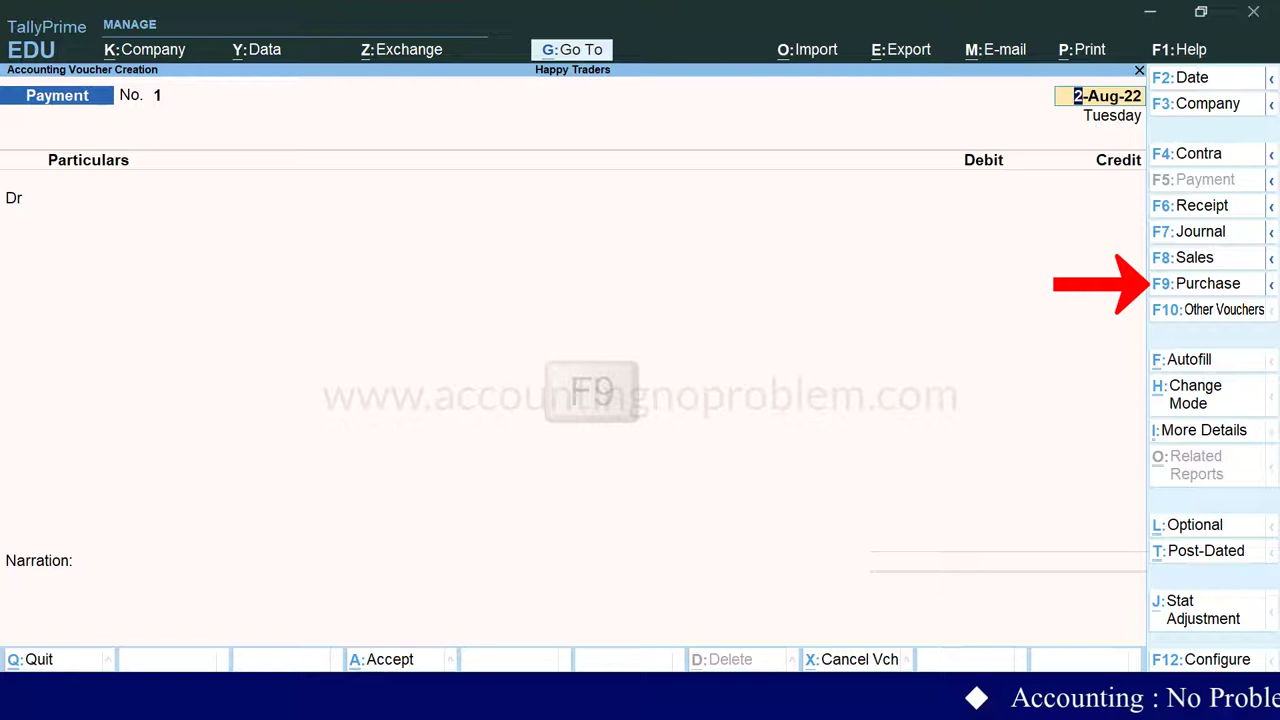 TallyPrime
EDU
MANAGE
K:Company
Y:Data
Z:Exchange
G:Go To
O:Import
E:Export
M:E-mail
P:Print
F1:Help
Accounting Voucher Creation
Happy Traders
Payment No. 1
2-Aug-22
Tuesday
Particulars
Debit
Credit
Dr
F9
www.accountingnoproblem.com
Narration:
F2:Date
F3:Company
F4:Contra
F5:Payment
F6:Receipt
F7:Journal
F8:Sales
F9:Purchase
F10:Other Vouchers
F:Autofill
H:Change
Mode
I:More Details
O:Related
Reports
L:Optional
T:Post-Dated
J:Stat
Adjustment
F12:Configure
Q:Quit
A:Accept
D:Delete
X:Cancel Vch
Accounting : No Proble